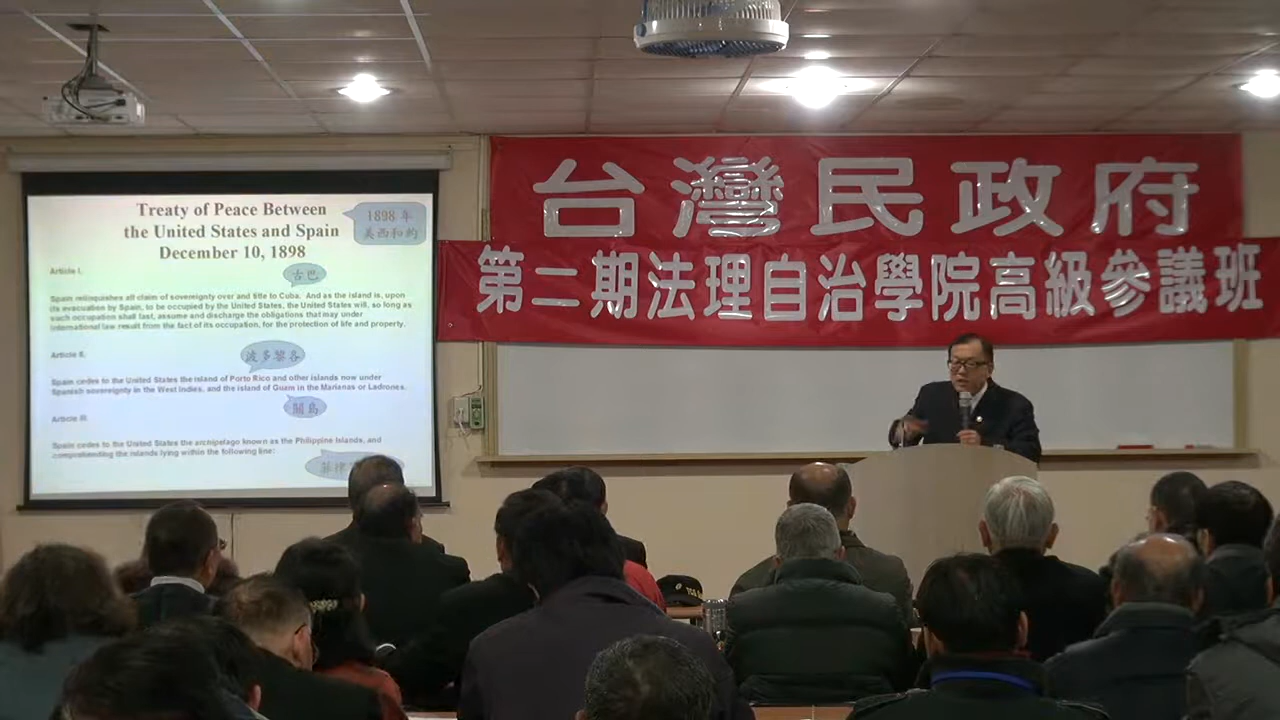 台灣民政府
第二期法理自治學院高級參議班
Treaty of Peace Between
the United States and Spain
December 10, 1898
1898 年
美西和約
Article I.
古巴
Spain relinquishes all claim of sovereignty over and title to Cuba. And as the island is, upon
its evacuation by Spain, to be occupied by the United States, the United States will, so long as
such occupation shall last, assume and discharge the obligations that may under
international law result from the fact of its occupation, for the protection of life and property.
Article II.
波多黎各
Spain cedes to the United States the island of Porto Rico and other islands now under
Spanish sovereignty in the West Indies, and the island of Guam in the Marianas or Ladrones.
關島
Article III.
Spain cedes to the United States the archipelago known as the Philippine Islands, and
comprehending the islands lying within the following line:
菲律